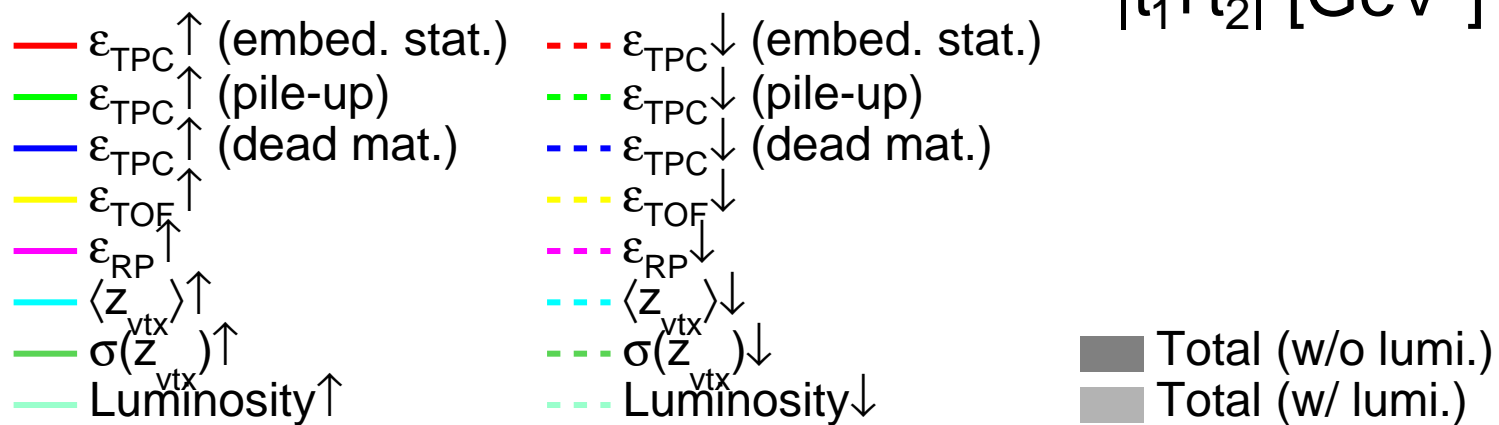 |t₁+t₂| [GeV²]
ε_TPC↑ (embed. stat.) ε_TPC↓ (embed. stat.)
ε_TPC↑ (pile-up) ε_TPC↓ (pile-up)
ε_TPC↑ (dead mat.) ε_TPC↓ (dead mat.)
ε_TOF↑ ε_TOF↓
ε_RP↑ ε_RP↓
⟨z_vtx⟩↑ ⟨z_vtx⟩↓
σ(z_vtx)↑ σ(z_vtx)↓ Total (w/o lumi.)
Luminosity↑ Luminosity↓ Total (w/ lumi.)